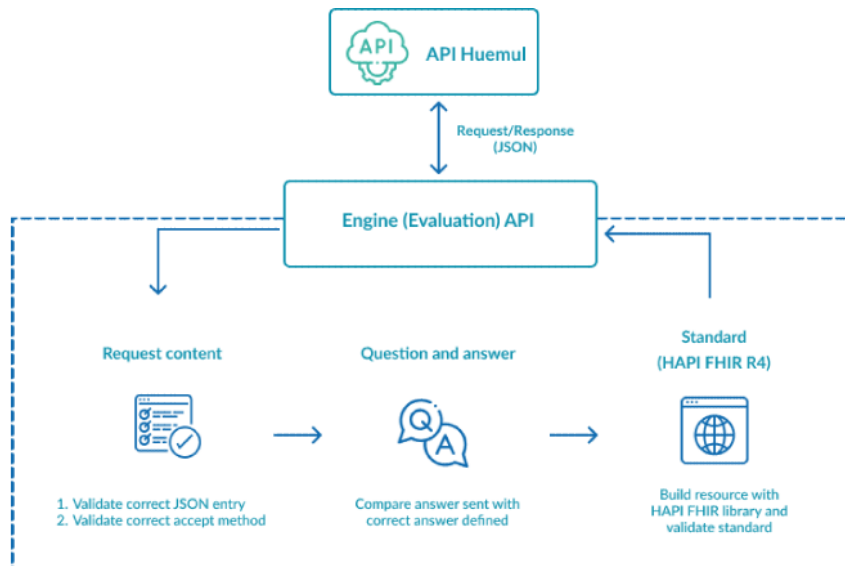 API
API Huemul
Request/Response
(JSON)
Engine (Evaluation) API
Request content
Question and answer
Standard
(HAPI FHIR R4)
Q
A
1. Validate correct JSON entry
2. Validate correct accept method
Compare answer sent with
correct answer defined
Build resource with
HAPI FHIR library and
validate standard